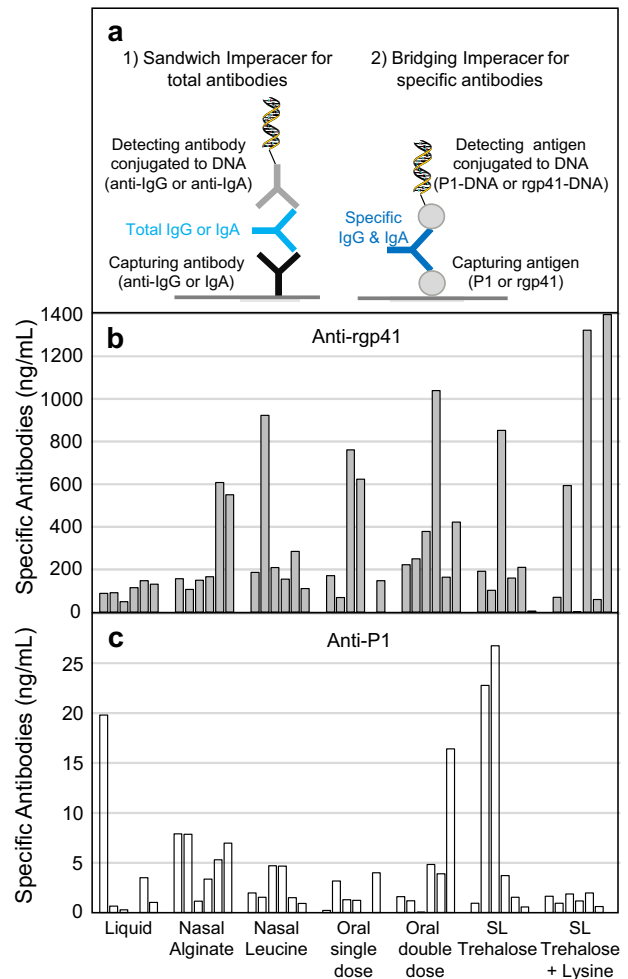 a
1) Sandwich Imperacer for
total antibodies
2) Bridging Imperacer for
specific antibodies
Detecting antibody
conjugated to DNA
(anti-IgG or anti-IgA)
Total IgG or IgA
Capturing antibody
(anti-IgG or IgA)
Detecting antigen
conjugated to DNA
(P1-DNA or rgp41-DNA)
Specific
IgG & IgA
Capturing antigen
(P1 or rgp41)
b
Anti-rgp41
Specific Antibodies (ng/mL)
1400
1200
1000
800
600
400
200
0
c
Anti-P1
Specific Antibodies (ng/mL)
25
20
15
10
5
0
Liquid
Nasal
Alginate
Nasal
Leucine
Oral
single
dose
Oral
double
dose
SL
Trehalose
SL
Trehalose
+ Lysine